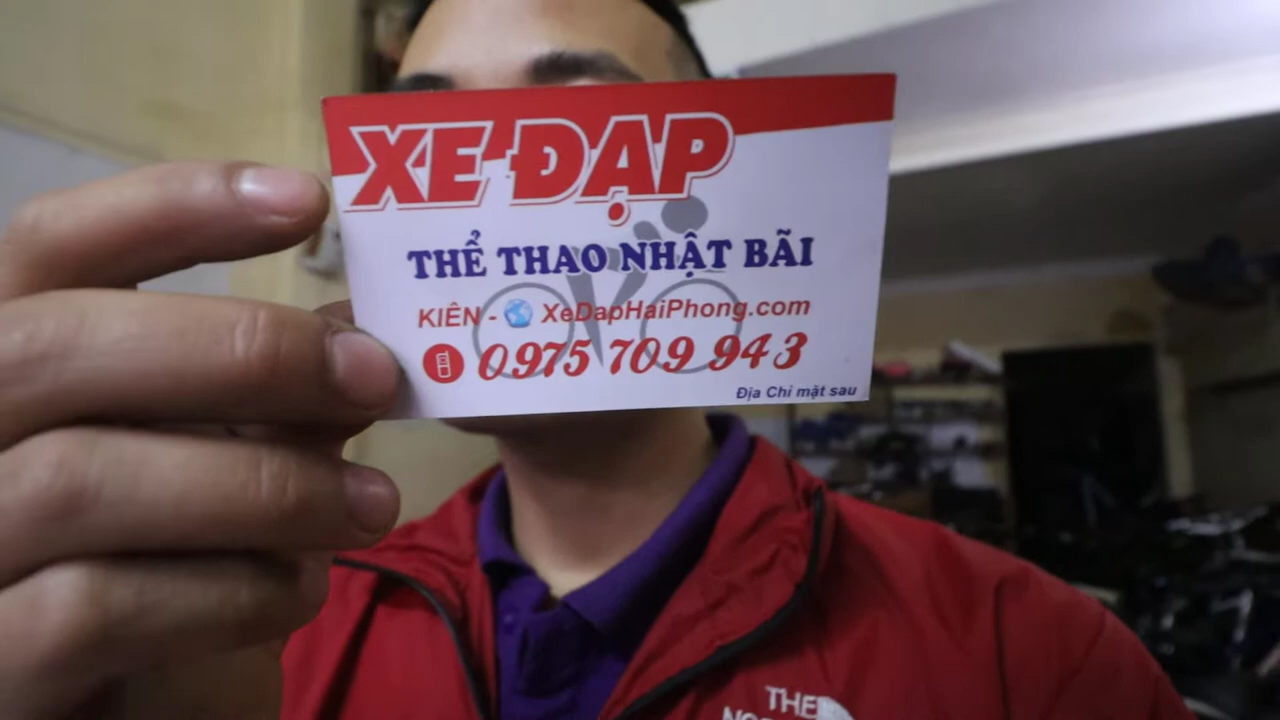 XE ĐẠP
THỂ THAO NHẬT BÃI
KIÊN - XeDapHaiPhong.com
0975 709 943
Địa Chỉ mặt sau
THE